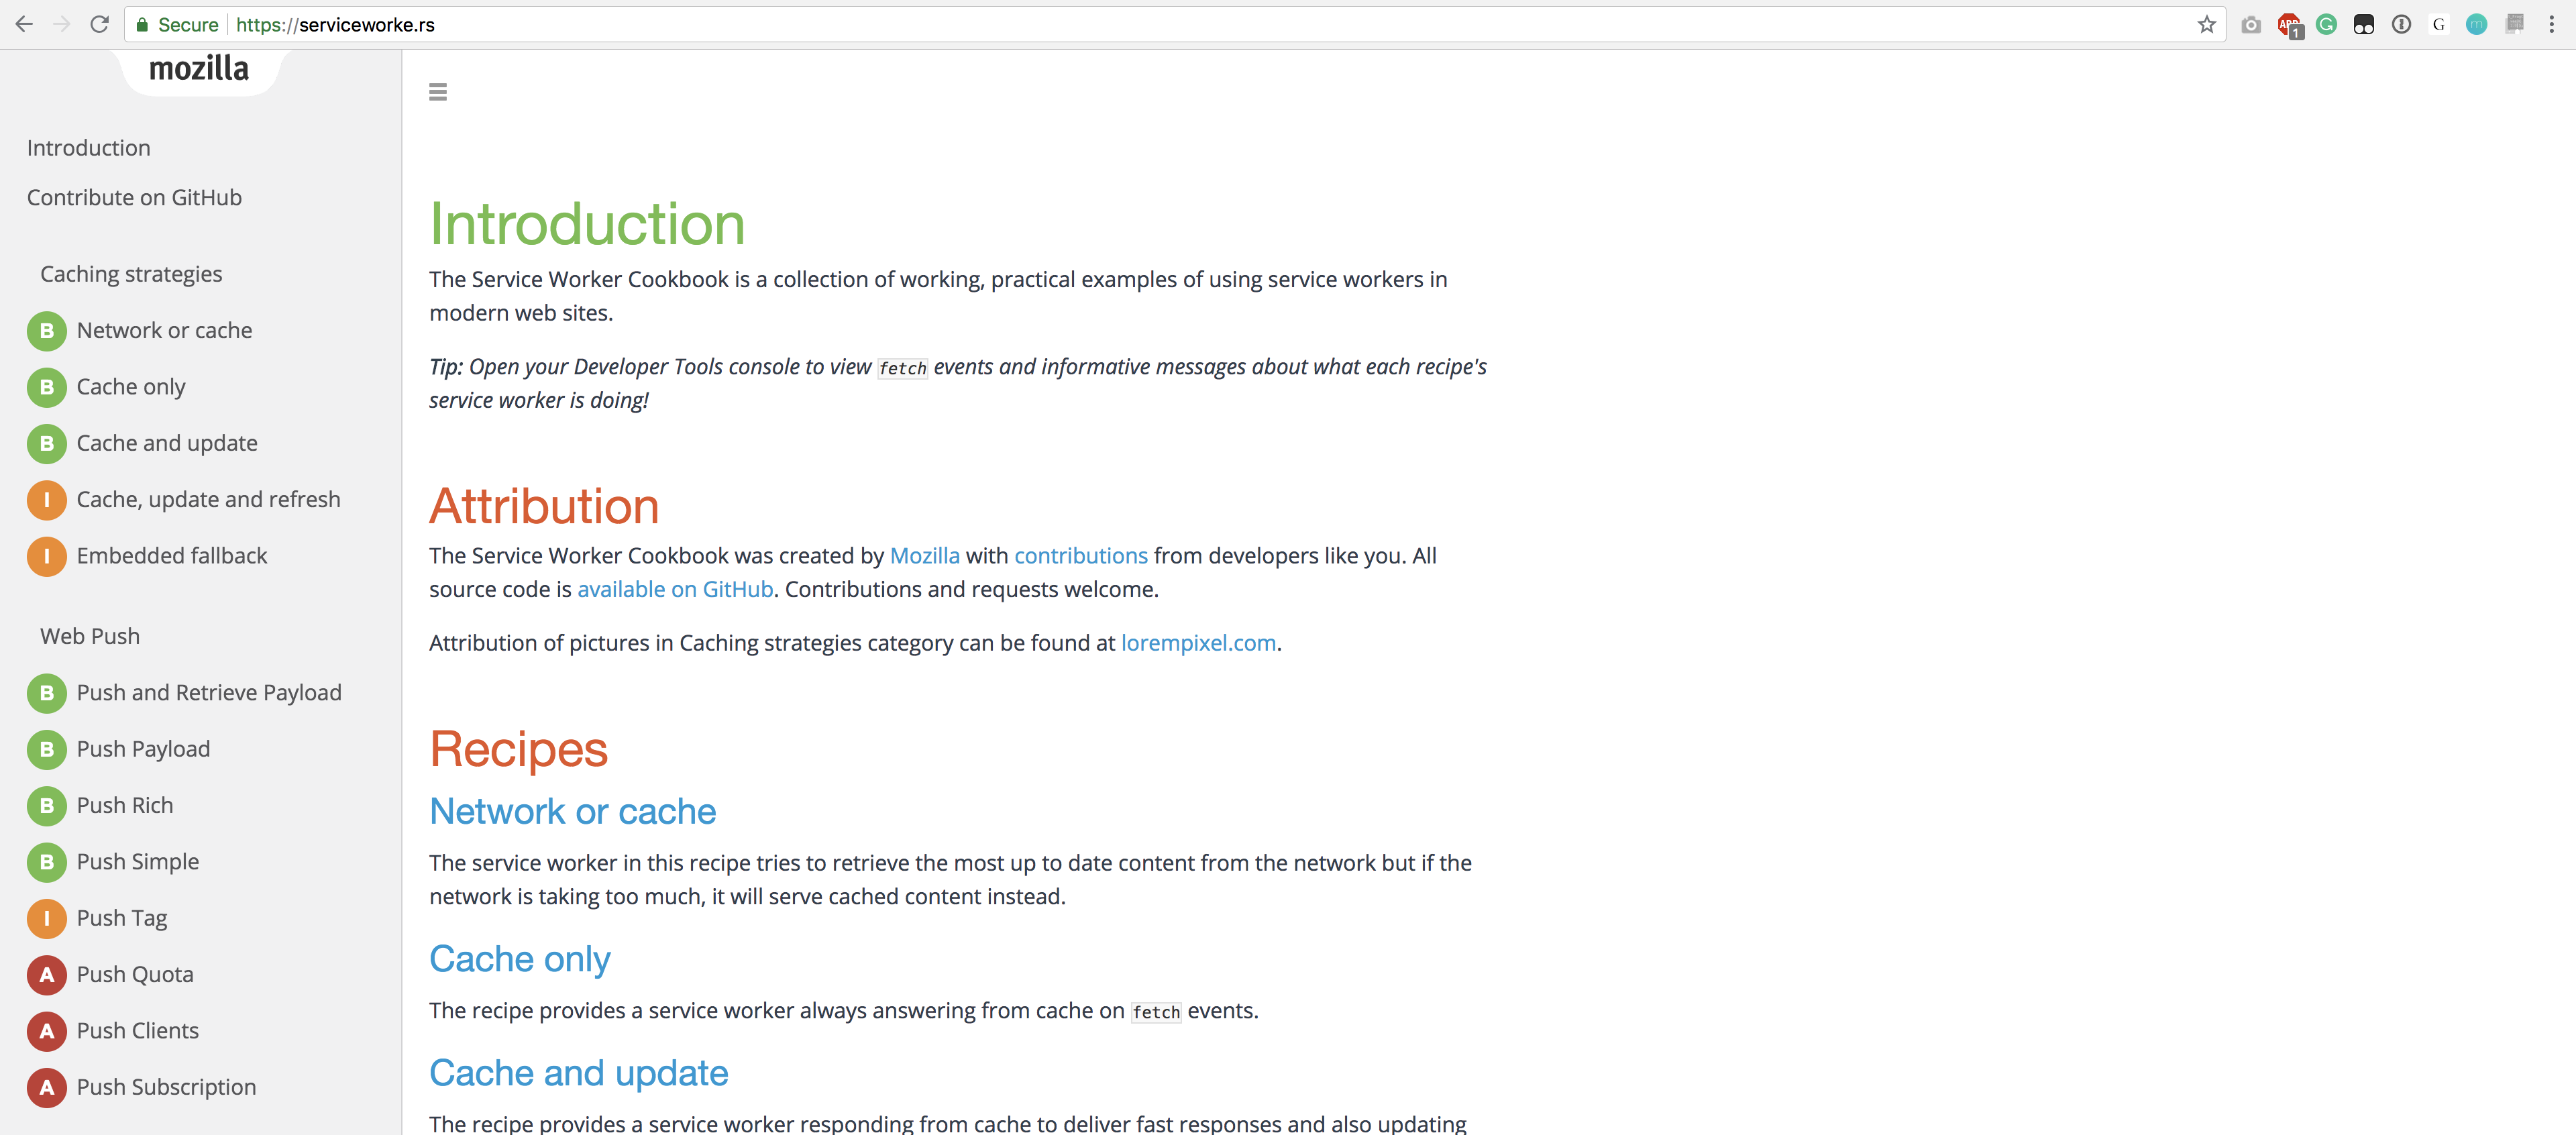 Secure https://serviceworke.rs
ABP 1 G G m
mozilla
Introduction
Contribute on GitHub
Caching strategies
B Network or cache
B Cache only
B Cache and update
I Cache, update and refresh
I Embedded fallback
Web Push
B Push and Retrieve Payload
B Push Payload
B Push Rich
B Push Simple
I Push Tag
A Push Quota
A Push Clients
A Push Subscription
Introduction
The Service Worker Cookbook is a collection of working, practical examples of using service workers in
modern web sites.
Tip: Open your Developer Tools console to view fetch events and informative messages about what each recipe's
service worker is doing!
Attribution
The Service Worker Cookbook was created by Mozilla with contributions from developers like you. All
source code is available on GitHub. Contributions and requests welcome.
Attribution of pictures in Caching strategies category can be found at lorempixel.com.
Recipes
Network or cache
The service worker in this recipe tries to retrieve the most up to date content from the network but if the
network is taking too much, it will serve cached content instead.
Cache only
The recipe provides a service worker always answering from cache on fetch events.
Cache and update
The recipe provides a service worker responding from cache to deliver fast responses and also updating